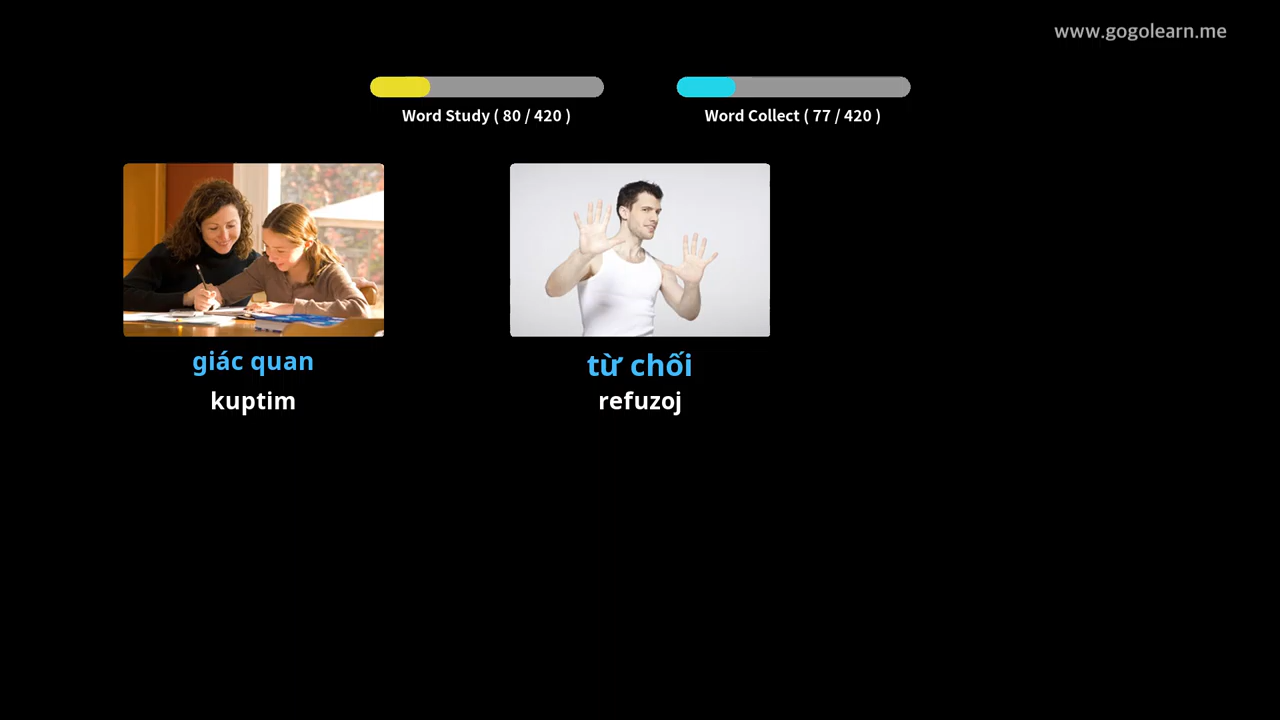 www.gogolearn.me
Word Study ( 80 / 420 )
Word Collect ( 77 / 420 )
giác quan
kuptim
từ chối
refuzoj